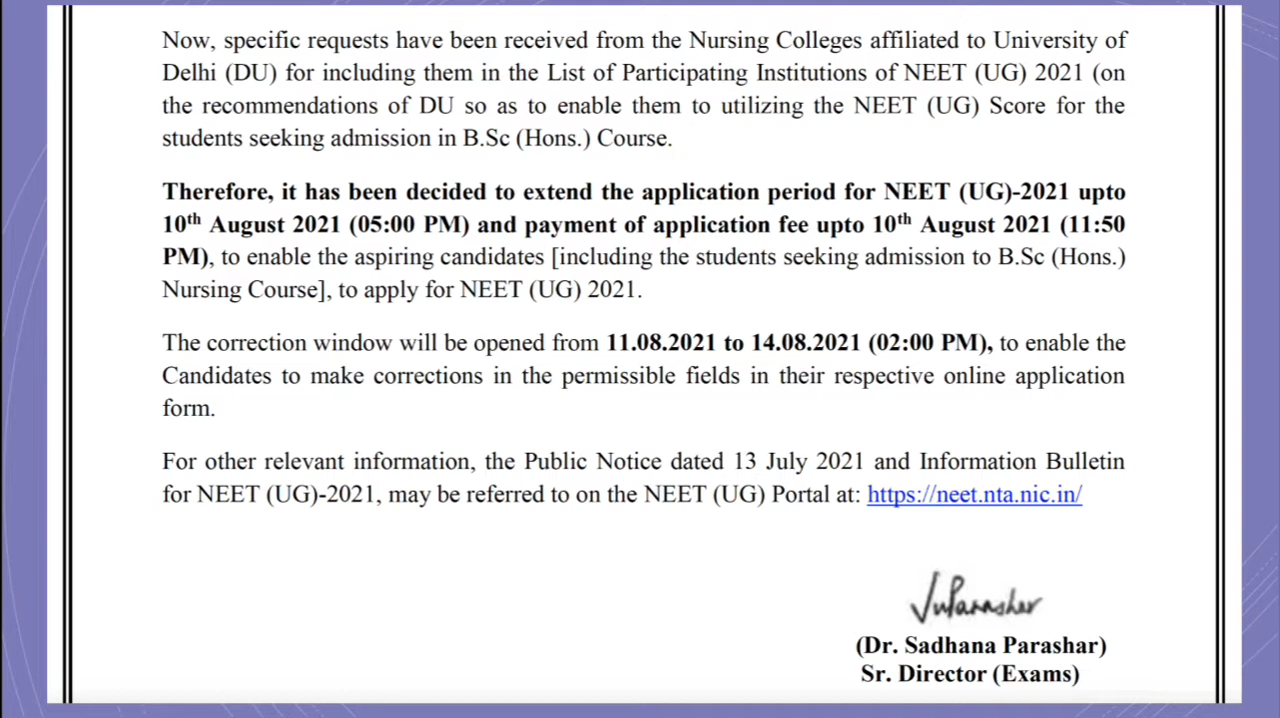 Now, specific requests have been received from the Nursing Colleges affiliated to University of
Delhi (DU) for including them in the List of Participating Institutions of NEET (UG) 2021 (on
the recommendations of DU so as to enable them to utilizing the NEET (UG) Score for the
students seeking admission in B.Sc (Hons.) Course.
Therefore, it has been decided to extend the application period for NEET (UG)-2021 upto
10th August 2021 (05:00 PM) and payment of application fee upto 10th August 2021 (11:50
PM), to enable the aspiring candidates [including the students seeking admission to B.Sc (Hons.)
Nursing Course], to apply for NEET (UG) 2021.
The correction window will be opened from 11.08.2021 to 14.08.2021 (02:00 PM), to enable the
Candidates to make corrections in the permissible fields in their respective online application
form.
For other relevant information, the Public Notice dated 13 July 2021 and Information Bulletin
for NEET (UG)-2021, may be referred to on the NEET (UG) Portal at: https://neet.nta.nic.in/
(Dr. Sadhana Parashar)
Sr. Director (Exams)